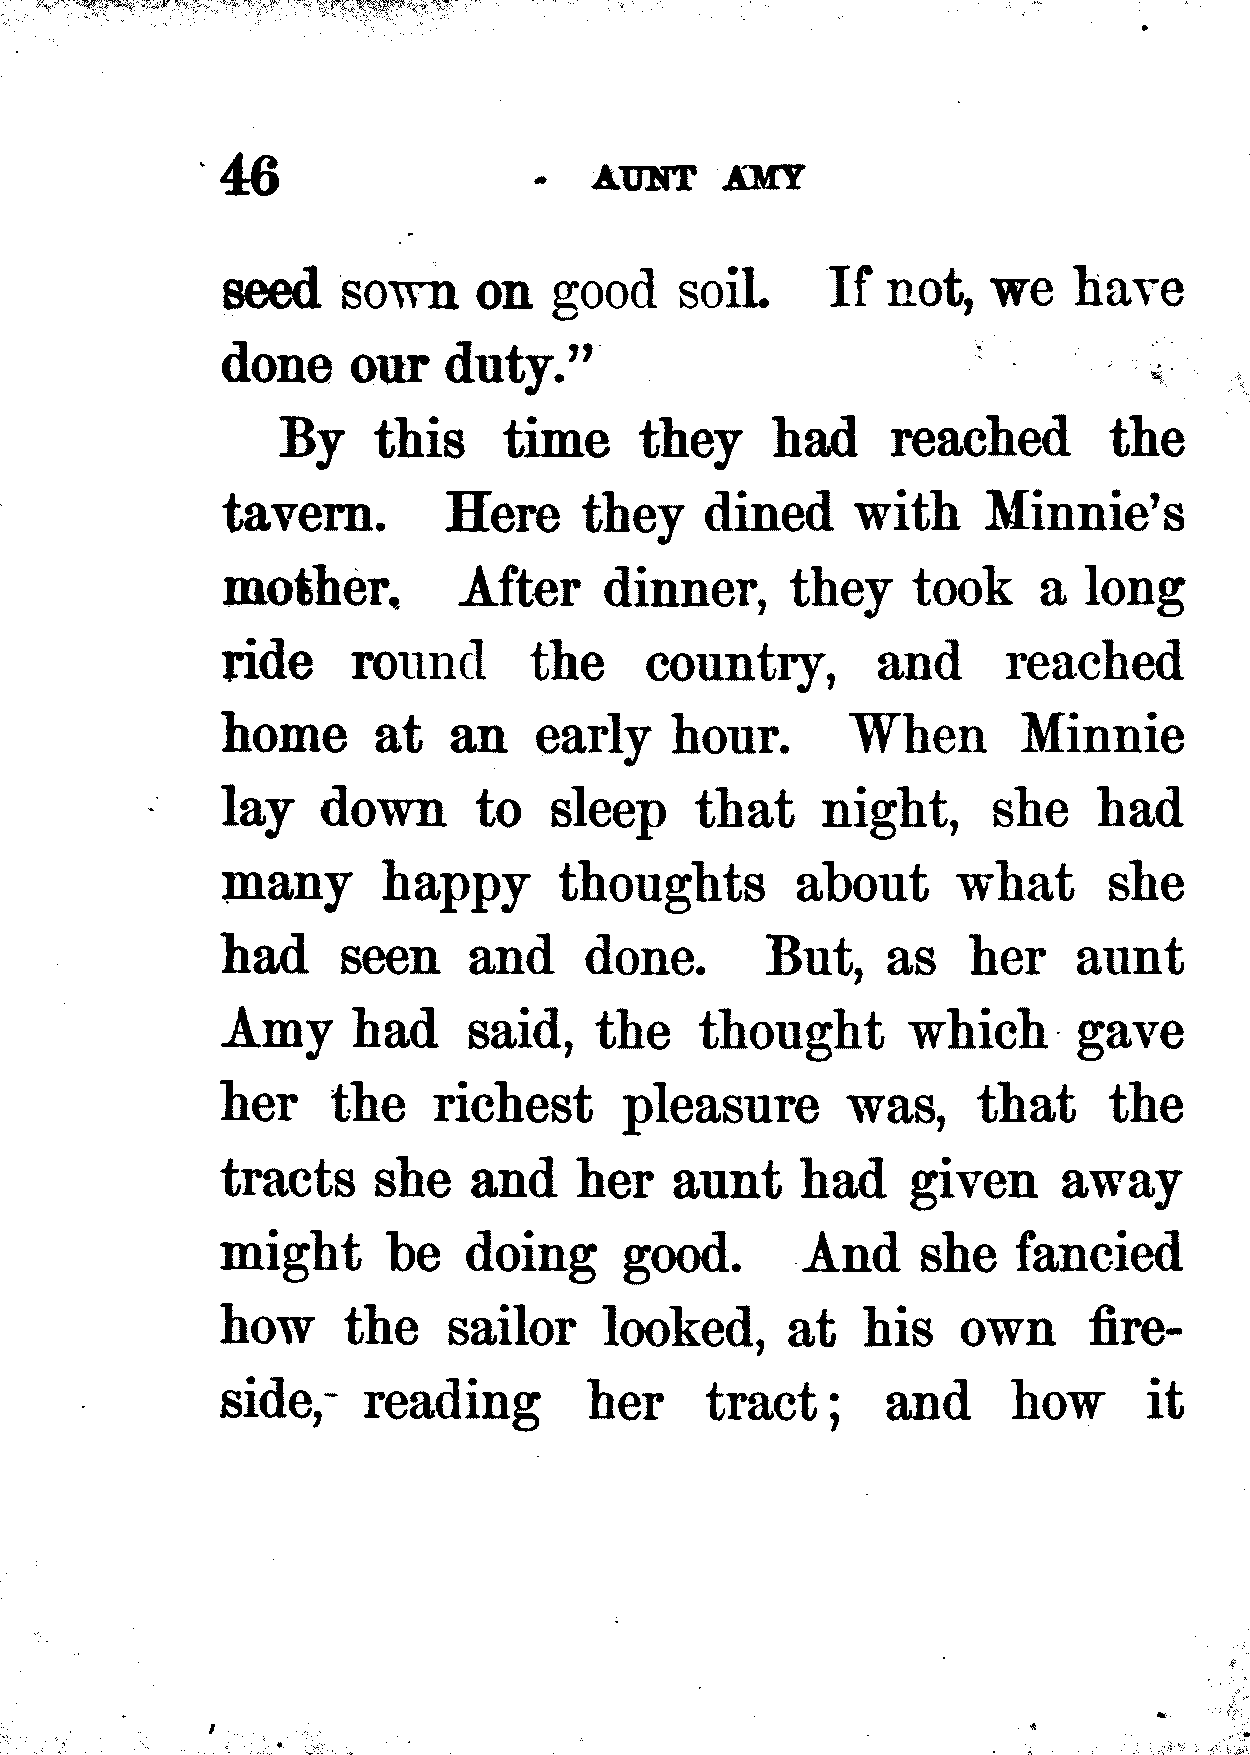 46 AUNT AMY
seed sown on good soil. If not, we have
done our duty."
By this time they had reached the
tavern. Here they dined with Minnie's
mother. After dinner, they took a long
ride round the country, and reached
home at an early hour. When Minnie
lay down to sleep that night, she had
many happy thoughts about what she
had seen and done. But, as her aunt
Amy had said, the thought which gave
her the richest pleasure was, that the
tracts she and her aunt had given away
might be doing good. And she fancied
how the sailor looked, at his own fire-
side, reading her tract; and how it